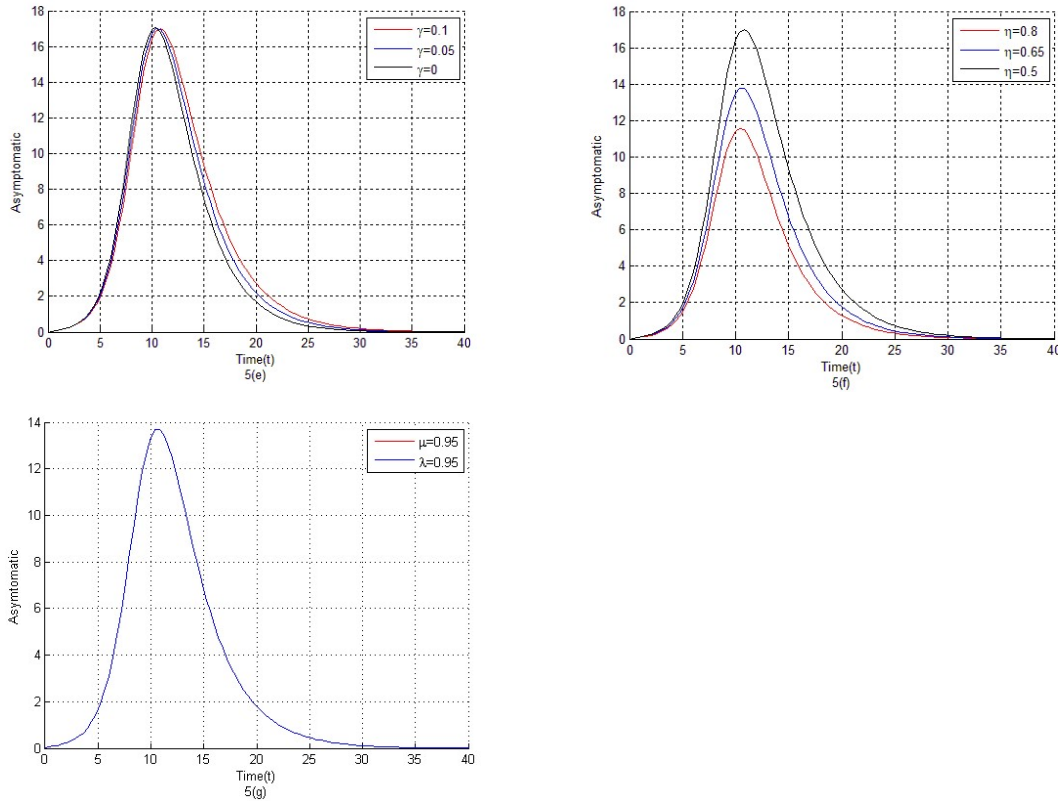 18
16
14
12
10
8
6
4
2
0
Asymptomatic
γ=0.1
γ=0.05
γ=0
0 5 10 15 20 25 30 35 40
Time(t)
5(e)
18
16
14
12
10
8
6
4
2
0
Asymptomatic
η=0.8
η=0.65
η=0.5
0 5 10 15 20 25 30 35 40
Time(t)
5(f)
14
12
10
8
6
4
2
0
Asymtomatic
μ=0.95
λ=0.95
0 5 10 15 20 25 30 35 40
Time(t)
5(g)